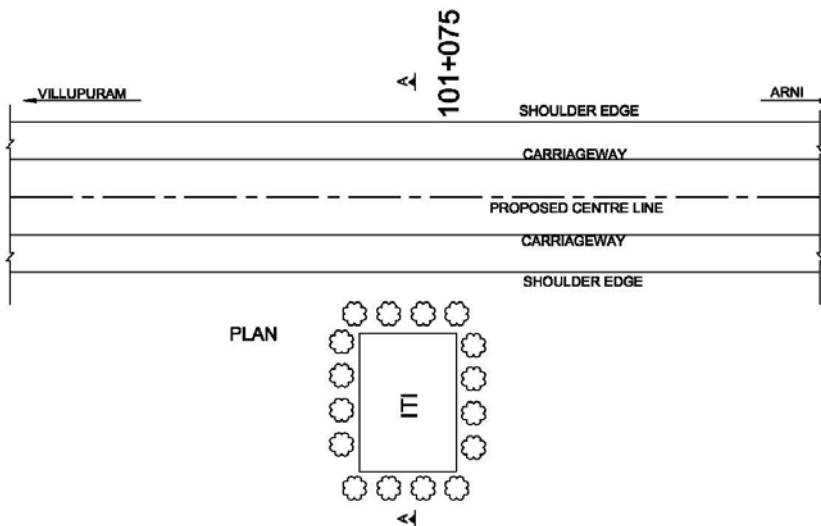 A
101+075
VILLUPURAM
ARNI
SHOULDER EDGE
CARRIAGEWAY
PROPOSED CENTRE LINE
CARRIAGEWAY
SHOULDER EDGE
PLAN
ITI
A